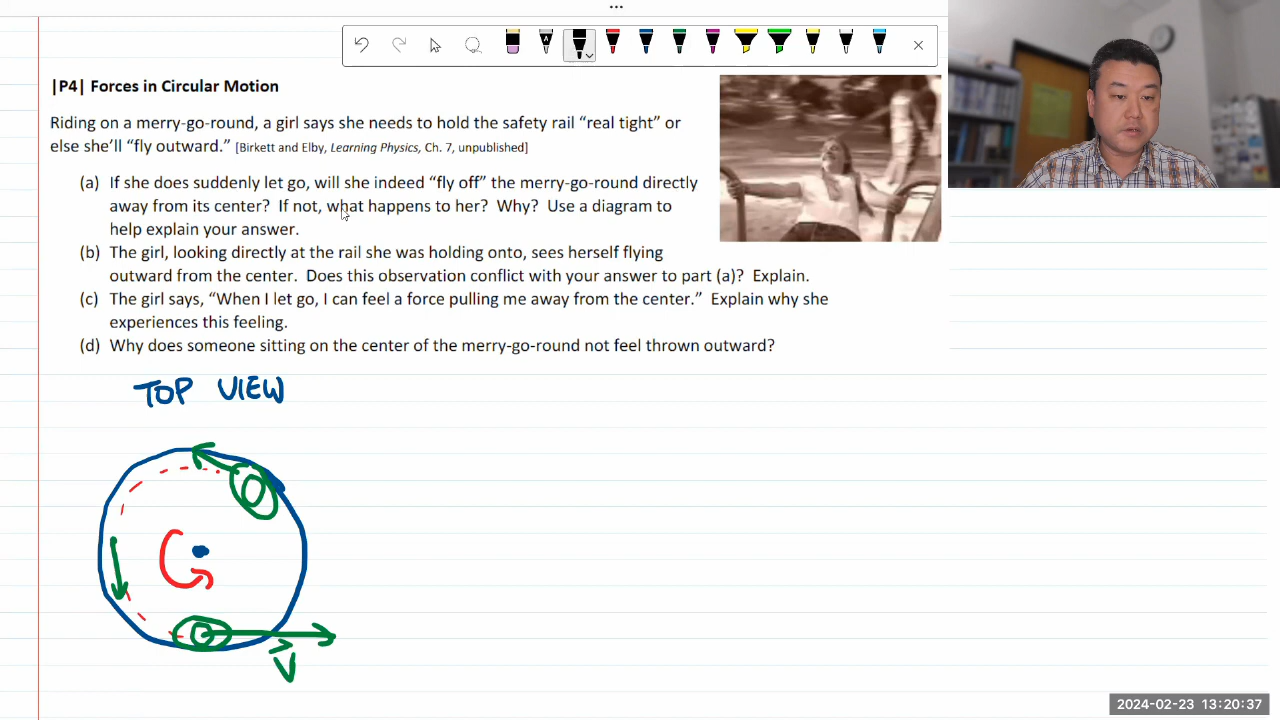 |P4| Forces in Circular Motion
Riding on a merry-go-round, a girl says she needs to hold the safety rail “real tight” or
else she’ll “fly outward.” [Birkett and Elby, Learning Physics, Ch. 7, unpublished]
(a) If she does suddenly let go, will she indeed “fly off” the merry-go-round directly
away from its center? If not, what happens to her? Why? Use a diagram to
help explain your answer.
(b) The girl, looking directly at the rail she was holding onto, sees herself flying
outward from the center. Does this observation conflict with your answer to part (a)? Explain.
(c) The girl says, “When I let go, I can feel a force pulling me away from the center.” Explain why she
experiences this feeling.
(d) Why does someone sitting on the center of the merry-go-round not feel thrown outward?
TOP VIEW
V
2024-02-23 13:20:37